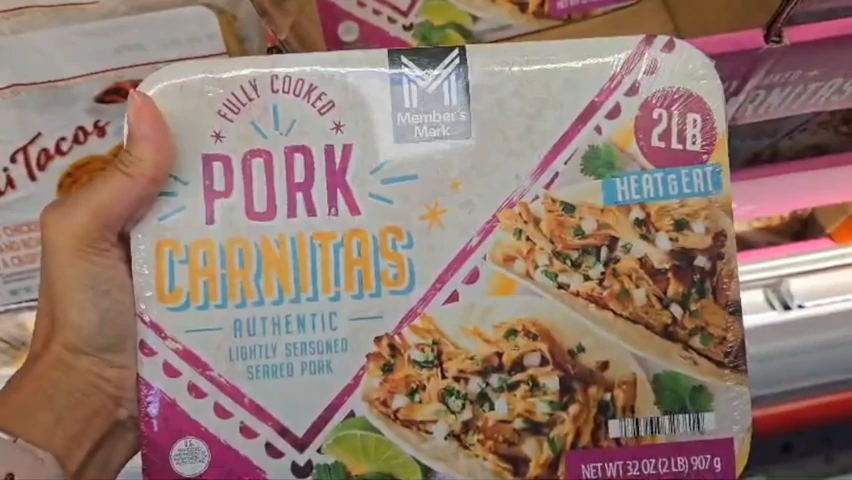 FULLY COOKED
PORK
CARNITAS
AUTHENTIC
LIGHTLY SEASONED
SEARED PORK
Member's
Mark
2LB
HEAT & EAT
NET WT 32 OZ (2 LB) 907 g
Tacos